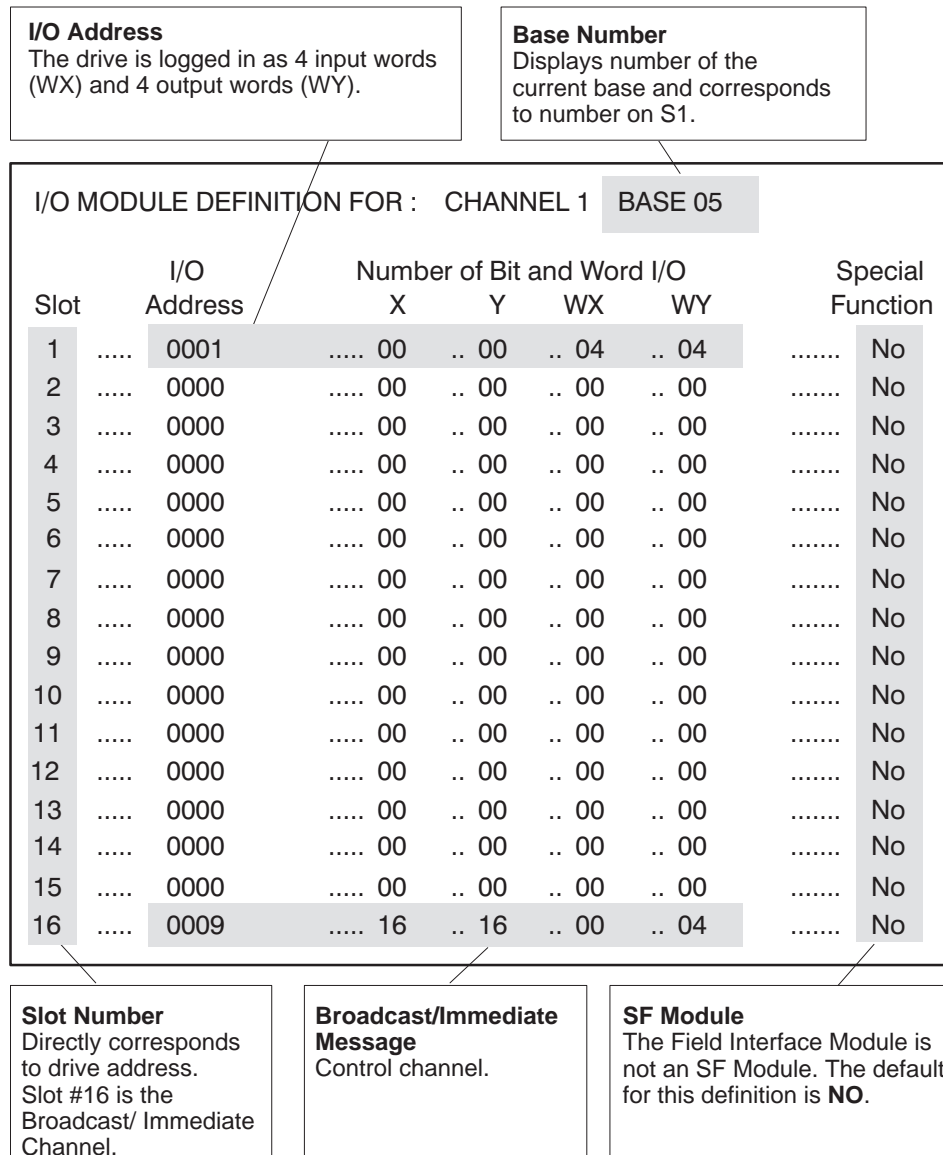 I/O Address
The drive is logged in as 4 input words
(WX) and 4 output words (WY).
Base Number
Displays number of the
current base and corresponds
to number on S1.
I/O MODULE DEFINITION FOR : CHANNEL 1 BASE 05
I/O Number of Bit and Word I/O Special
Slot Address X Y WX WY Function
1 ..... 0001 ..... 00 .. 00 .. 04 .. 04 ....... No
2 ..... 0000 ..... 00 .. 00 .. 00 .. 00 ....... No
3 ..... 0000 ..... 00 .. 00 .. 00 .. 00 ....... No
4 ..... 0000 ..... 00 .. 00 .. 00 .. 00 ....... No
5 ..... 0000 ..... 00 .. 00 .. 00 .. 00 ....... No
6 ..... 0000 ..... 00 .. 00 .. 00 .. 00 ....... No
7 ..... 0000 ..... 00 .. 00 .. 00 .. 00 ....... No
8 ..... 0000 ..... 00 .. 00 .. 00 .. 00 ....... No
9 ..... 0000 ..... 00 .. 00 .. 00 .. 00 ....... No
10 ..... 0000 ..... 00 .. 00 .. 00 .. 00 ....... No
11 ..... 0000 ..... 00 .. 00 .. 00 .. 00 ....... No
12 ..... 0000 ..... 00 .. 00 .. 00 .. 00 ....... No
13 ..... 0000 ..... 00 .. 00 .. 00 .. 00 ....... No
14 ..... 0000 ..... 00 .. 00 .. 00 .. 00 ....... No
15 ..... 0000 ..... 00 .. 00 .. 00 .. 00 ....... No
16 ..... 0009 ..... 16 .. 16 .. 00 .. 04 ....... No
Slot Number
Directly corresponds
to drive address.
Slot #16 is the
Broadcast/ Immediate
Channel.
Broadcast/Immediate
Message
Control channel.
SF Module
The Field Interface Module is
not an SF Module. The default
for this definition is NO.